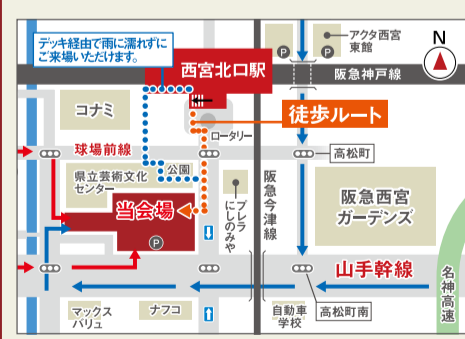 デッキ経由で雨に濡れずに
ご来場いただけます。
西宮北口駅
P
P
アクタ西宮
東館
N
阪急神戸線
コナミ
徒歩ルート
ロータリー
球場前線
高松町
公園
県立芸術文化
センター
当会場
P
プレラ
にしのみや
阪急今津線
阪急西宮
ガーデンズ
山手幹線
名神高速
マックス
バリュ
ナフコ
自動車
学校
高松町南